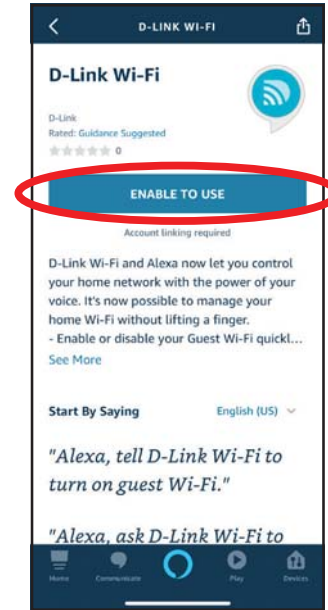 D-LINK WI-FI
D-Link Wi-Fi
D-Link
Rated: Guidance Suggested
0
ENABLE TO USE
Account linking required
D-Link Wi-Fi and Alexa now let you control
your home network with the power of your
voice. It's now possible to manage your
home Wi-Fi without lifting a finger.
- Enable or disable your Guest Wi-Fi quickl...
See More
Start By Saying English (US)
"Alexa, tell D-Link Wi-Fi to
turn on guest Wi-Fi."
"Alexa, ask D-Link Wi-Fi to
Home Communicate Play Devices